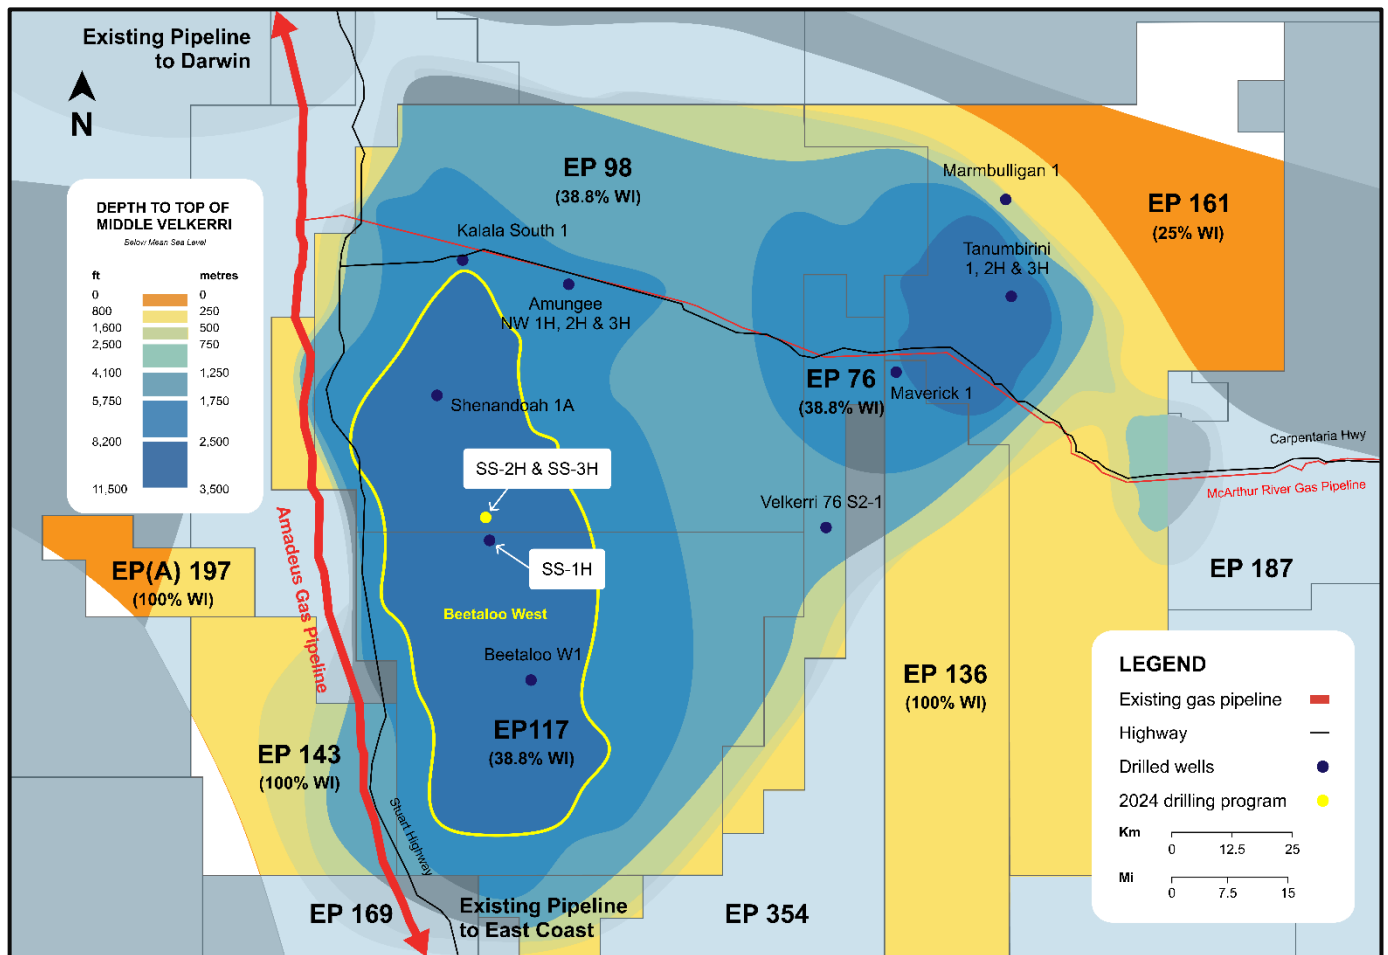 Existing Pipeline
to Darwin
N
DEPTH TO TOP OF
MIDDLE VELKERRI
Below Mean Sea Level
ft metres
0 0
800 250
1,600 500
2,500 750
4,100 1,250
5,750 1,750
8,200 2,500
11,500 3,500
EP 98
(38.8% WI)
Marmbulligan 1
EP 161
(25% WI)
Kalala South 1
Tanumbirini
1, 2H & 3H
Amungee
NW 1H, 2H & 3H
EP 76
(38.8% WI)
Maverick 1
Shenandoah 1A
Carpentaria Hwy
McArthur River Gas Pipeline
SS-2H & SS-3H
Velkerri 76 S2-1
SS-1H
Amadeus Gas Pipeline
EP(A) 197
(100% WI)
EP 187
Beetaloo West
Beetaloo W1
EP 136
(100% WI)
EP117
(38.8% WI)
EP 143
(100% WI)
Stuart Highway
LEGEND
Existing gas pipeline
Highway
Drilled wells
2024 drilling program
Km
0 12.5 25
Mi
0 7.5 15
EP 169
Existing Pipeline
to East Coast
EP 354